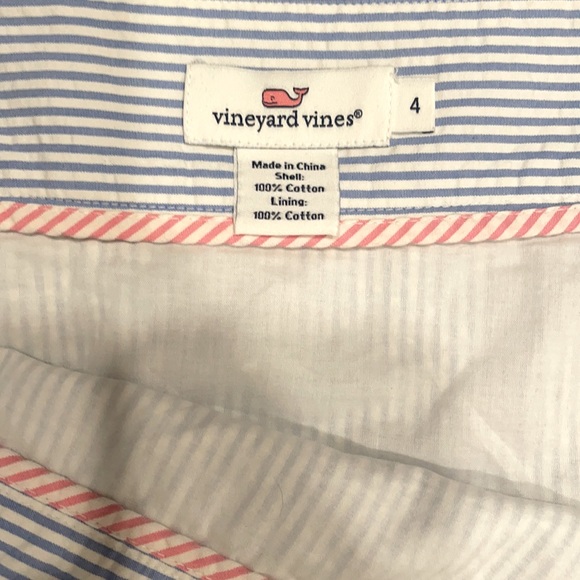 vineyard vines®
4
Made in China
Shell:
100% Cotton
Lining:
100% Cotton